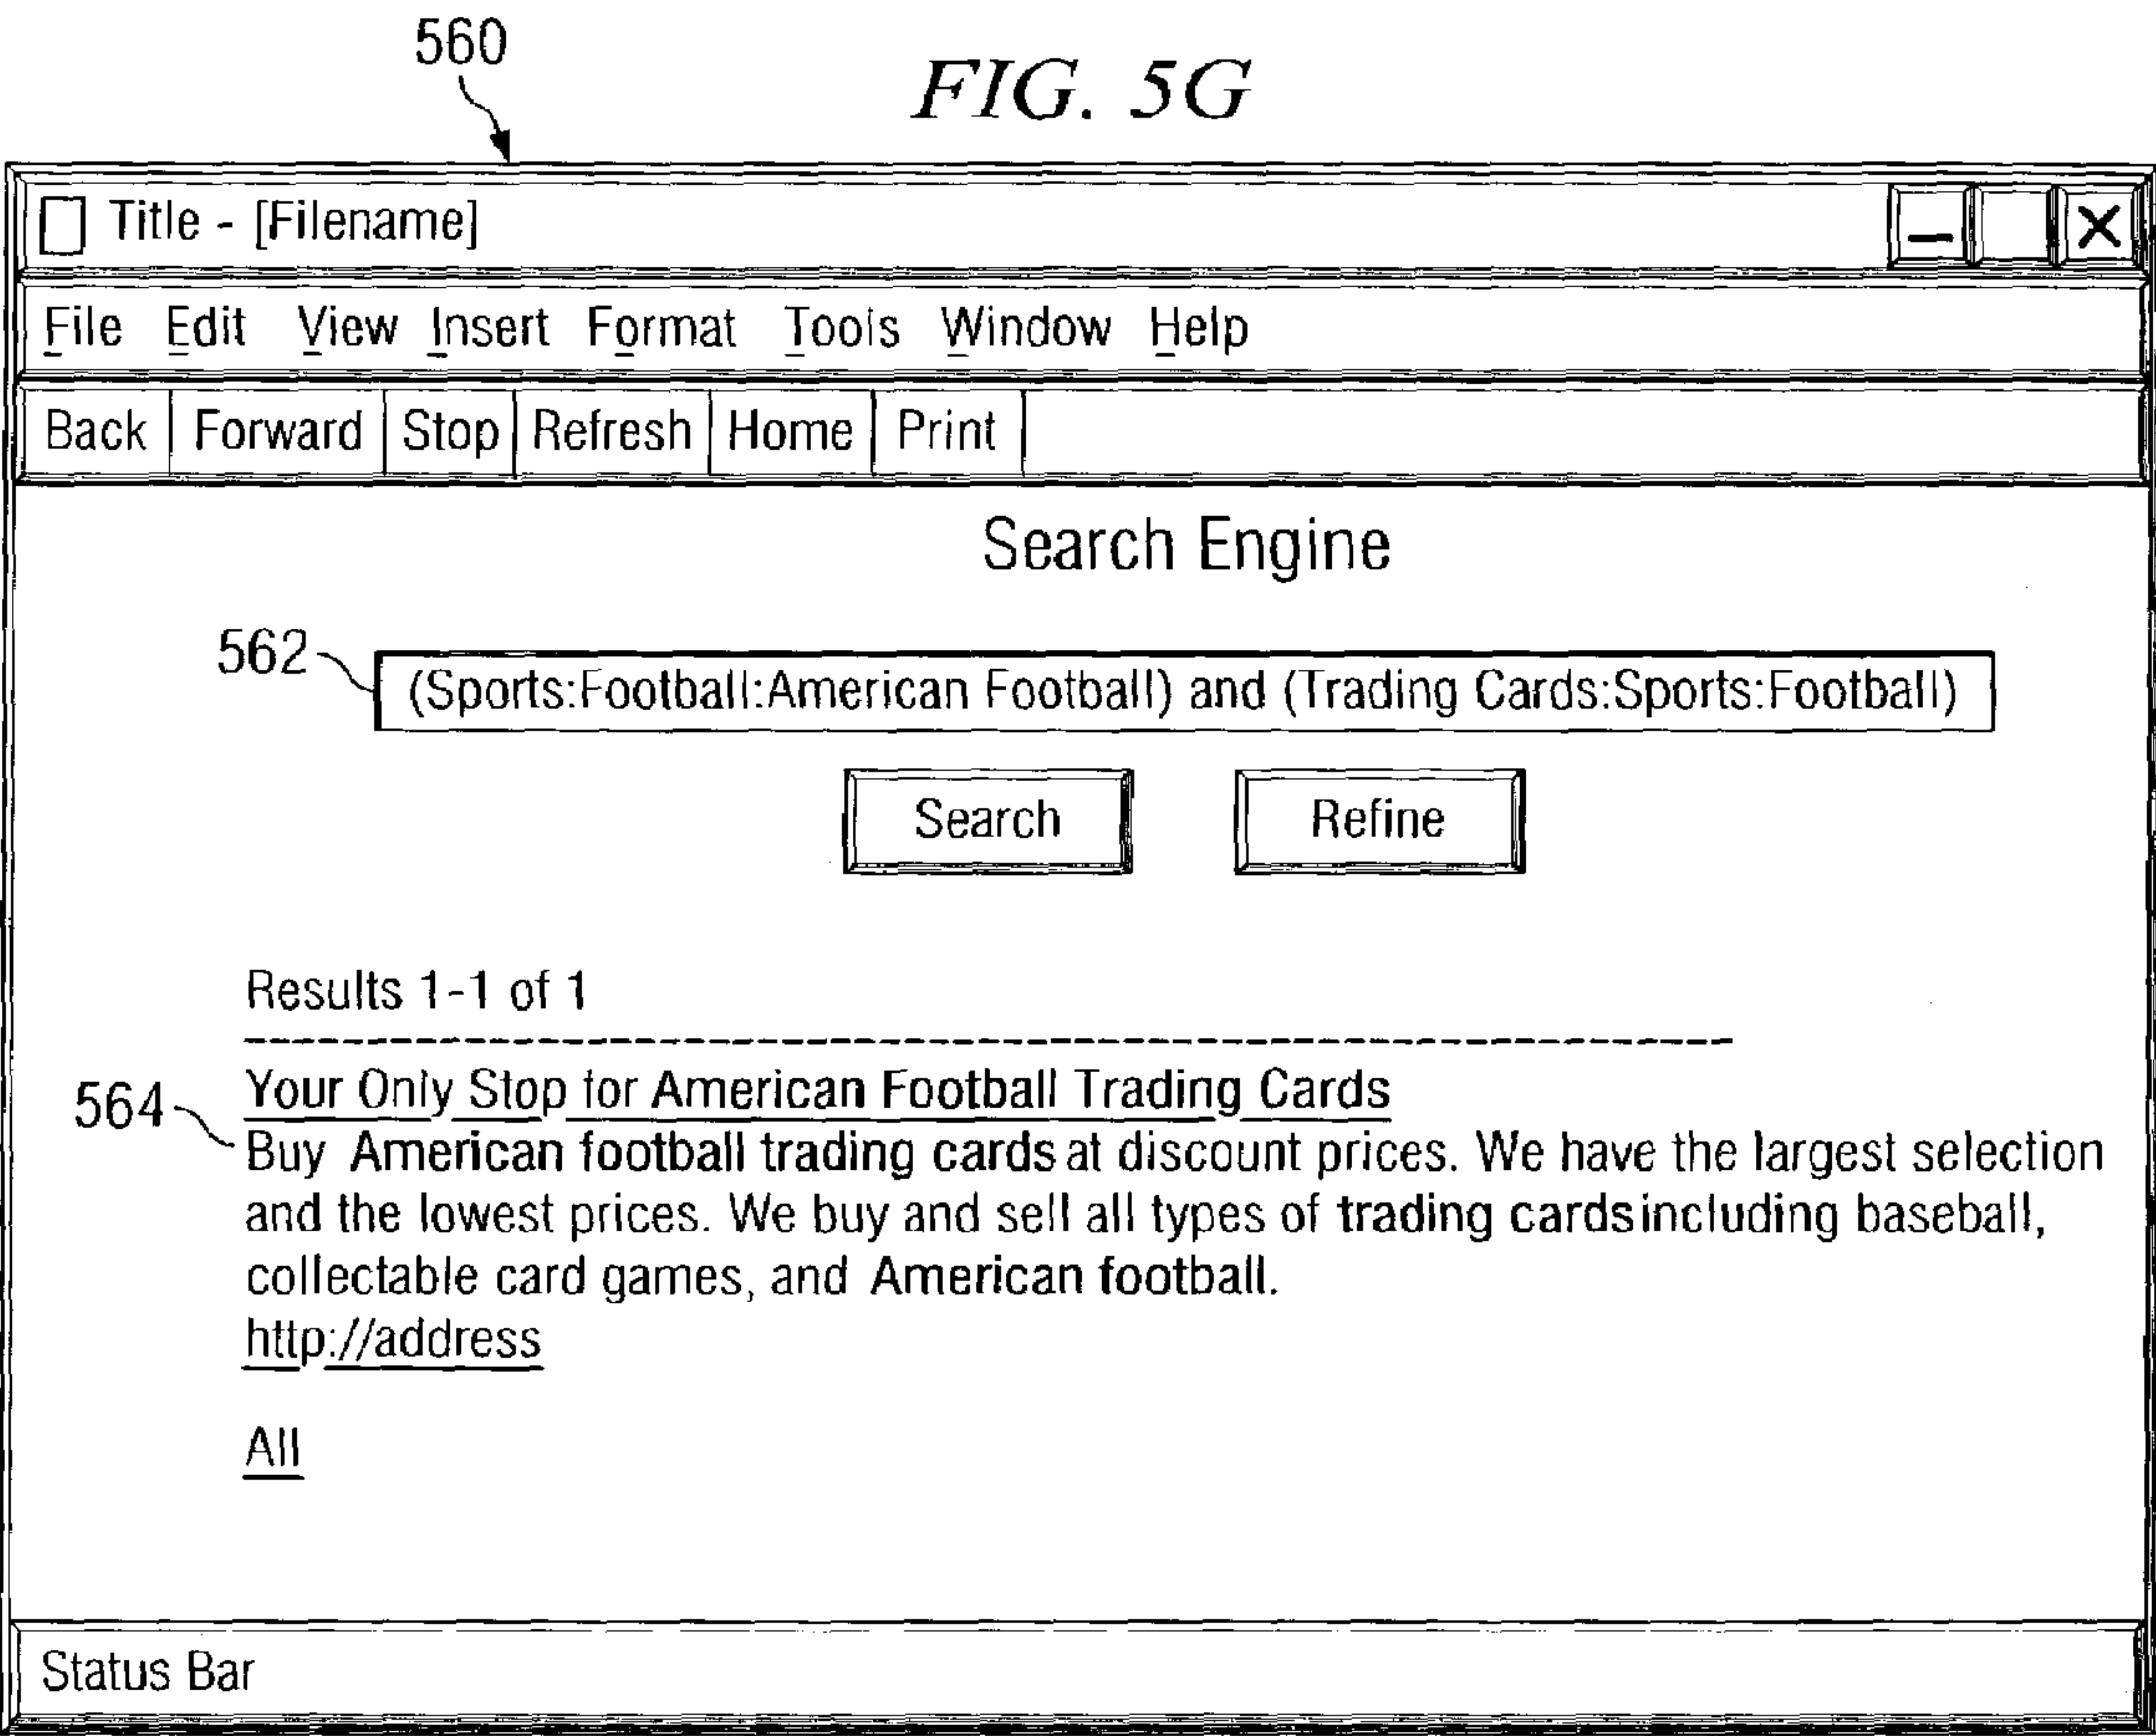 560
FIG. 5G
Title - [Filename]
File Edit View Insert Format Tools Window Help
Back Forward Stop Refresh Home Print
Search Engine
562
(Sports:Football:American Football) and (Trading Cards:Sports:Football)
Search Refine
Results 1-1 of 1
564
Your Only Stop for American Football Trading Cards
Buy American football trading cards at discount prices. We have the largest selection
and the lowest prices. We buy and sell all types of trading cards including baseball,
collectable card games, and American football.
http://address
All
Status Bar